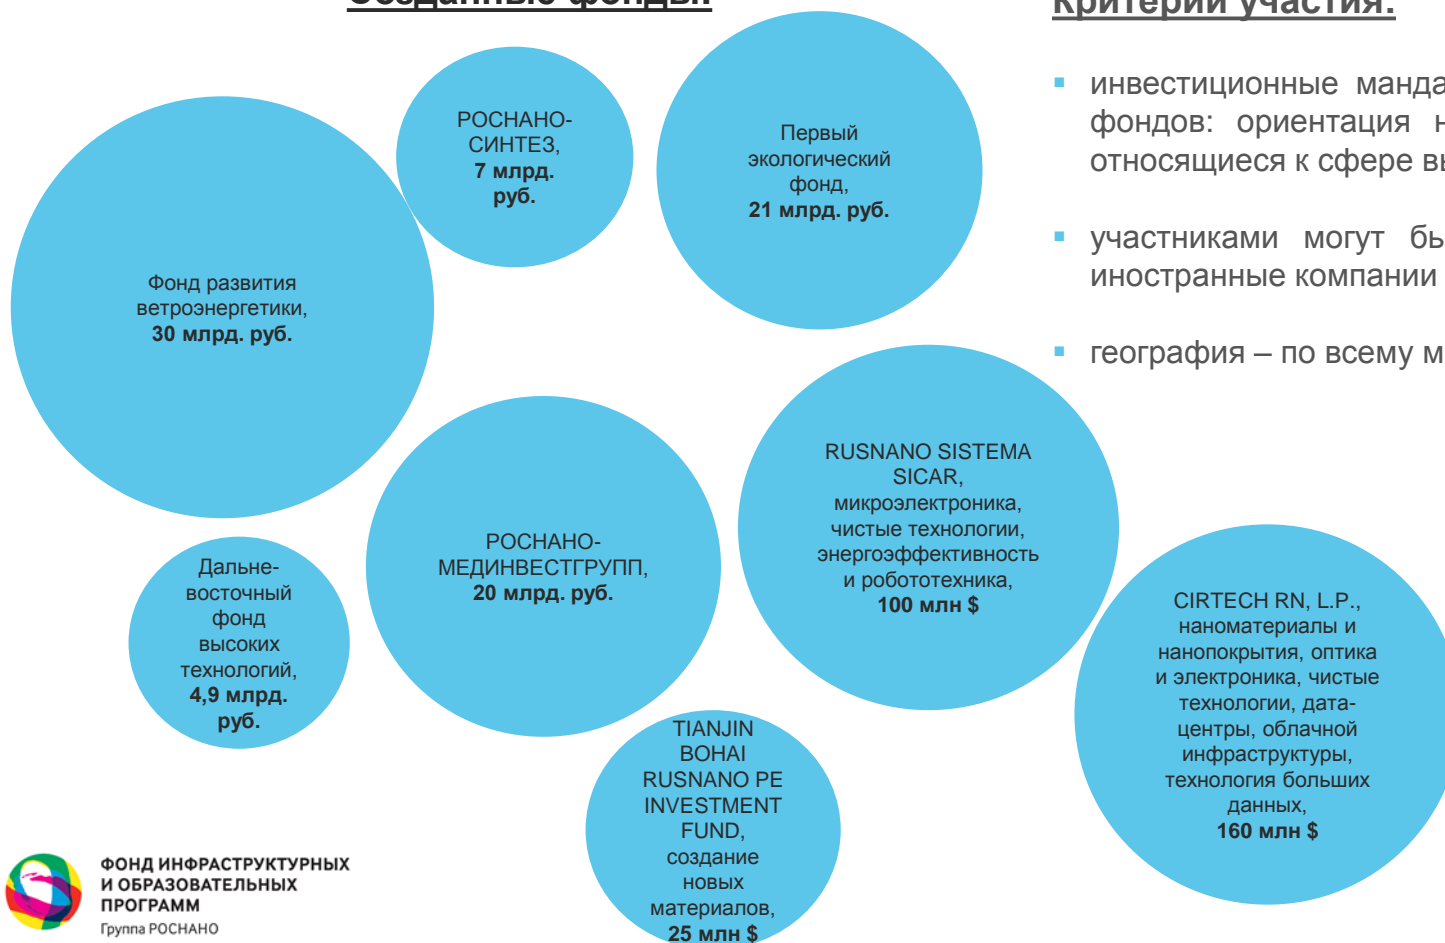 Созданные фонды:
Критерии участия:
РОСНАНО-
СИНТЕЗ,
7 млрд.
руб.
Первый
экологический
фонд,
21 млрд. руб.
Фонд развития
ветроэнергетики,
30 млрд. руб.
Дальне-
восточный
фонд
высоких
технологий,
4,9 млрд.
руб.
РОСНАНО-
МЕДИНВЕСТГРУПП,
20 млрд. руб.
RUSNANO SISTEMA
SICAR,
микроэлектроника,
чистые технологии,
энергоэффективность
и робототехника,
100 млн $
TIANJIN
BOHAI
RUSNANO PE
INVESTMENT
FUND,
создание
новых
материалов,
25 млн $
CIRTECH RN, L.P.,
наноматериалы и
нанопокрытия, оптика
и электроника, чистые
технологии, дата-
центры, облачной
инфраструктуры,
технология больших
данных,
160 млн $
инвестиционные
фондов: ориентация
относящиеся к сфере
участниками могут
иностранные компании
география – по всему
ФОНД ИНФРАСТРУКТУРНЫХ
И ОБРАЗОВАТЕЛЬНЫХ
ПРОГРАММ
Группа РОСНАНО